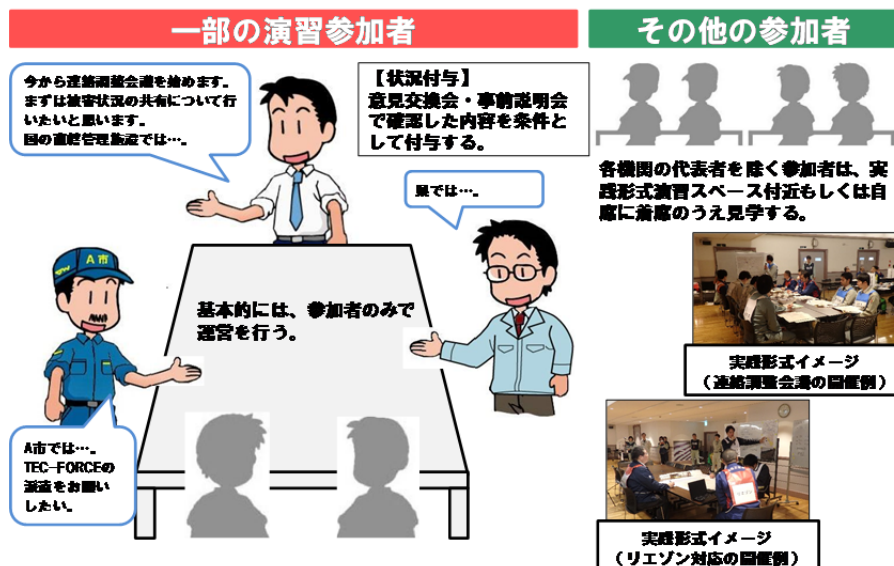 一部の演習参加者
今から連絡調整会議を始めます。
まずは被害状況の共有について行
いたいと思います。
国の直轄管理施設では…。
【状況付与】
意見交換会・事前説明会
で確認した内容を条件と
して付与する。
県では…。
A市
基本的には、参加者のみで
運営を行う。
A市では…。
TEC-FORCEの
派遣をお願い
したい。
その他の参加者
各機関の代表者を除く参加者は、実
践形式演習スペース付近もしくは自
席に着席のうえ見学する。
実践形式イメージ
（連絡調整会議の開催例）
実践形式イメージ
（リエゾン対応の開催例）